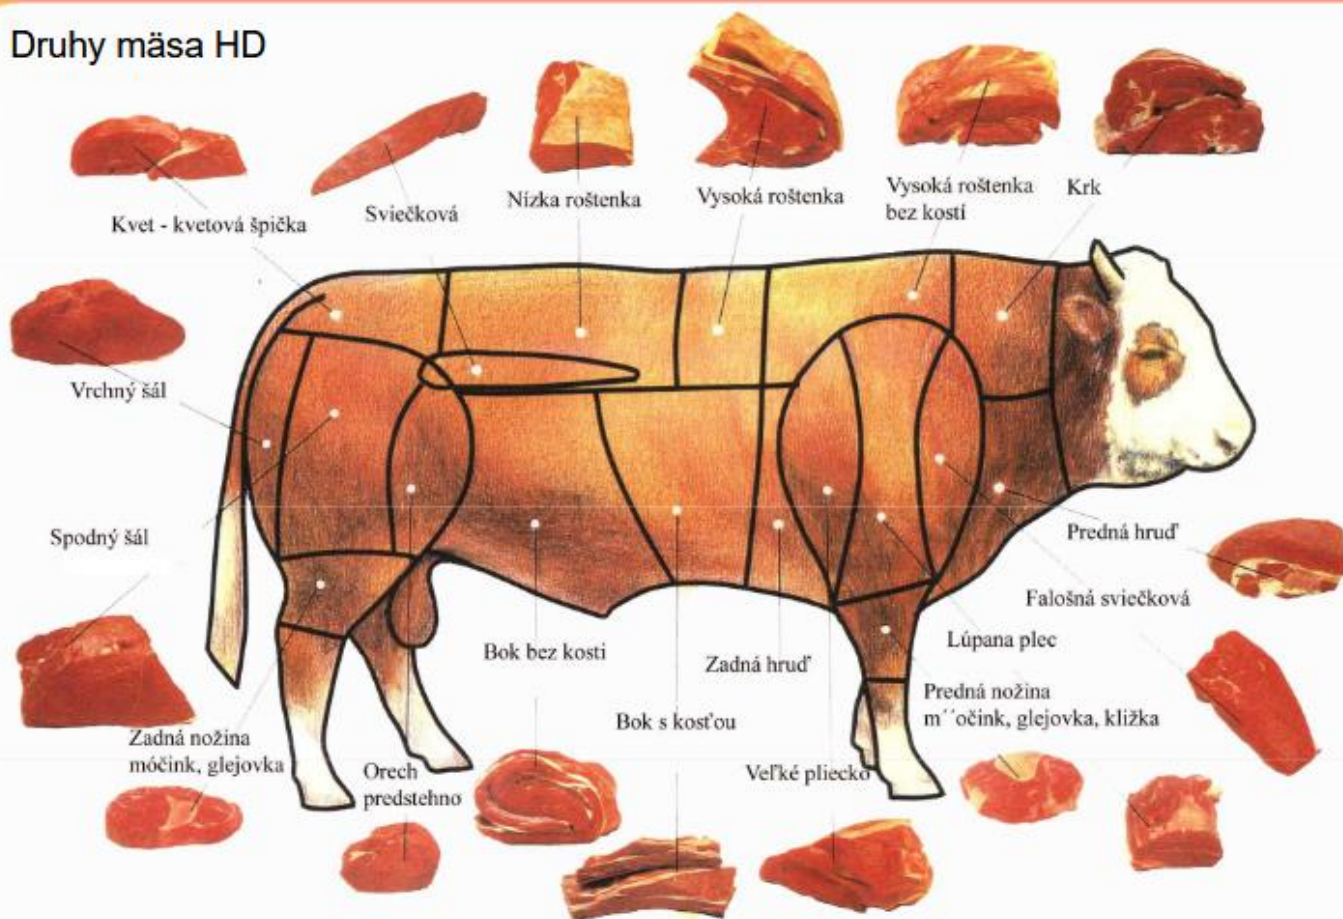 Druhy mäsa HD
Kvet - kvetová špička
Sviečková
Nízka roštenka
Vysoká roštenka
Vysoká roštenka
bez kostí
Krk
Vrchný šál
Spodný šál
Predná hruď
Falošná sviečková
Lúpana plec
Bok bez kosti
Zadná hruď
Predná nožina
m´´očink, glejovka, kližka
Bok s kosťou
Zadná nožina
móčink, glejovka
Orech
predstehno
Veľké pliecko